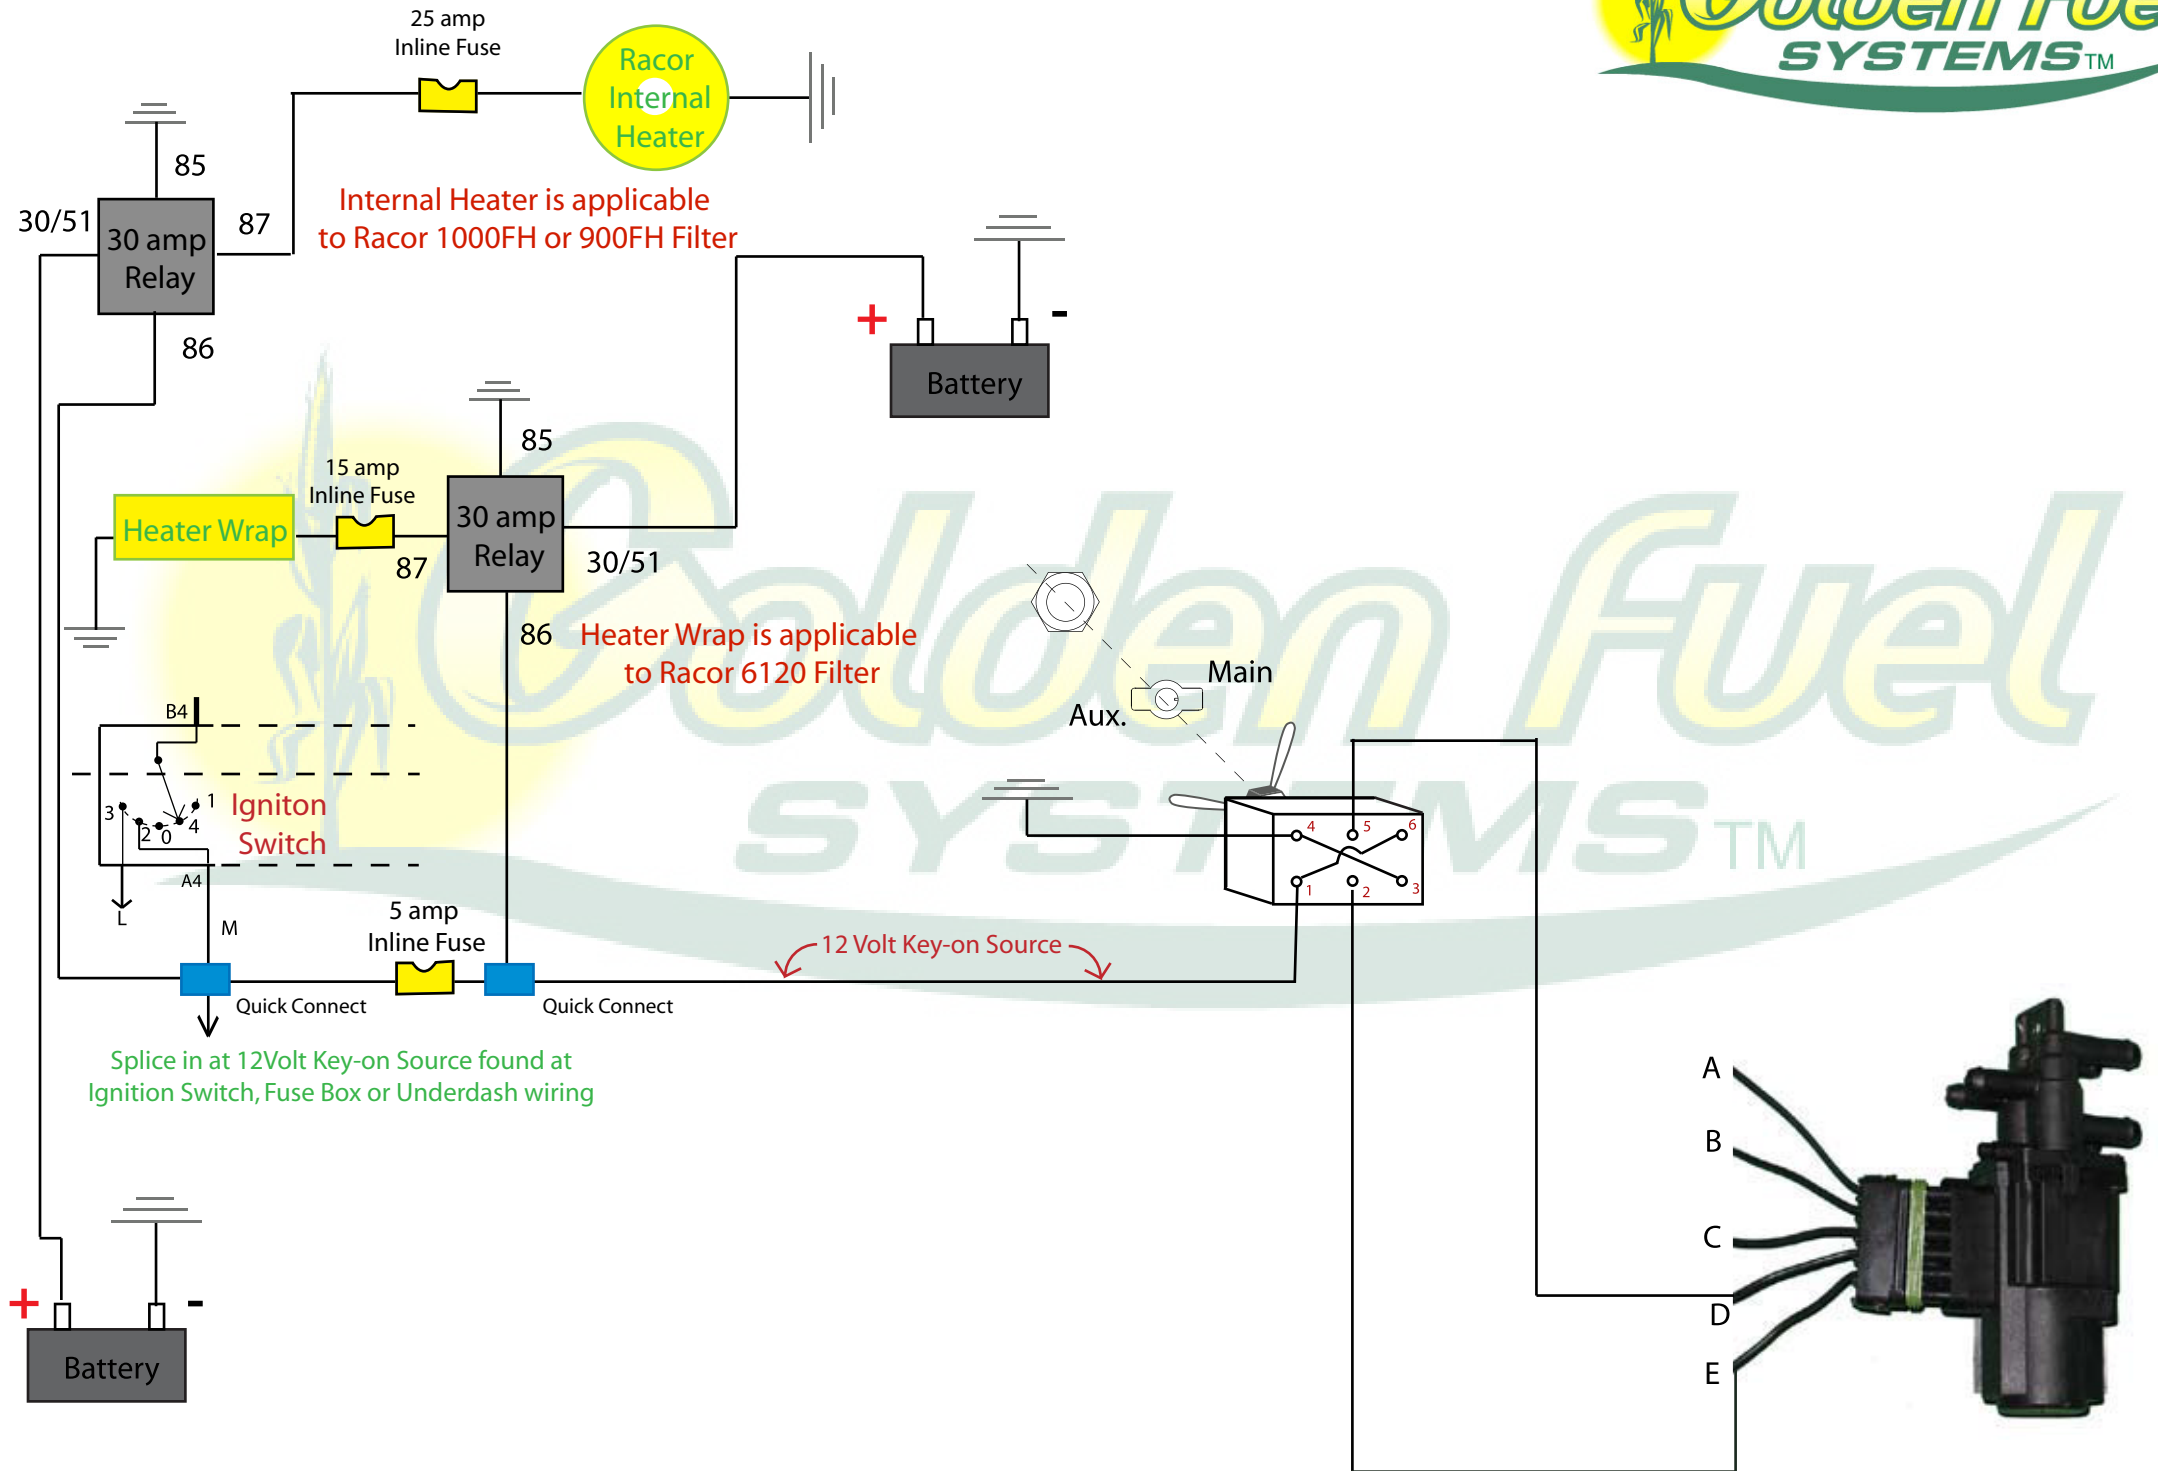 25 amp
Inline Fuse
Racor
Internal
Heater
Golden Fuel
SYSTEMS™
85
30/51
87
30 amp
Relay
Internal Heater is applicable
to Racor 1000FH or 900FH Filter
86
+
-
Battery
85
15 amp
Inline Fuse
Heater Wrap
30 amp
Relay
87
30/51
86
Heater Wrap is applicable
to Racor 6120 Filter
Golden Fuel
SYSTEMS™
Main
Aux.
B4
3
2
0
4
1
Igniton
Switch
A4
L
M
4
5
6
1
2
3
5 amp
Inline Fuse
12 Volt Key-on Source
Quick Connect
Quick Connect
Splice in at 12Volt Key-on Source found at
Ignition Switch, Fuse Box or Underdash wiring
A
B
C
D
E
+
-
Battery